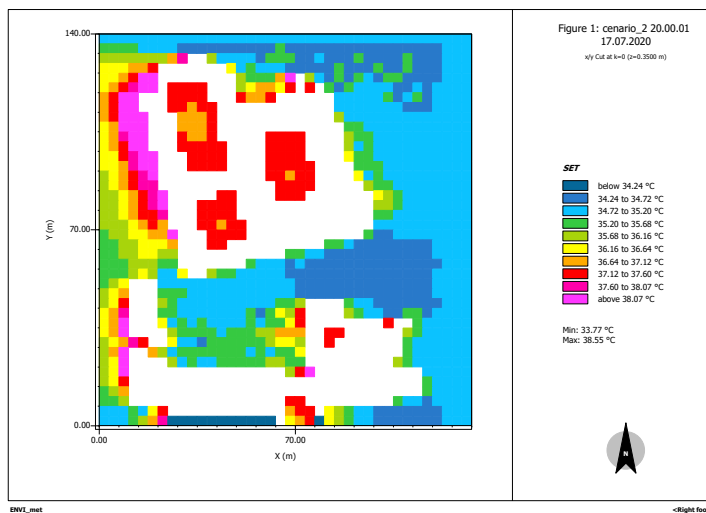 Figure 1: cenario_2 20.00.01
17.07.2020
x/y Cut at k=0 (z=0.3500 m)
140.00
70.00
0.00
Y (m)
0.00
70.00
X (m)
SET
below 34.24 °C
34.24 to 34.72 °C
34.72 to 35.20 °C
35.20 to 35.68 °C
35.68 to 36.16 °C
36.16 to 36.64 °C
36.64 to 37.12 °C
37.12 to 37.60 °C
37.60 to 38.07 °C
above 38.07 °C
Min: 33.77 °C
Max: 38.55 °C
N
ENVI_met
<Right foo